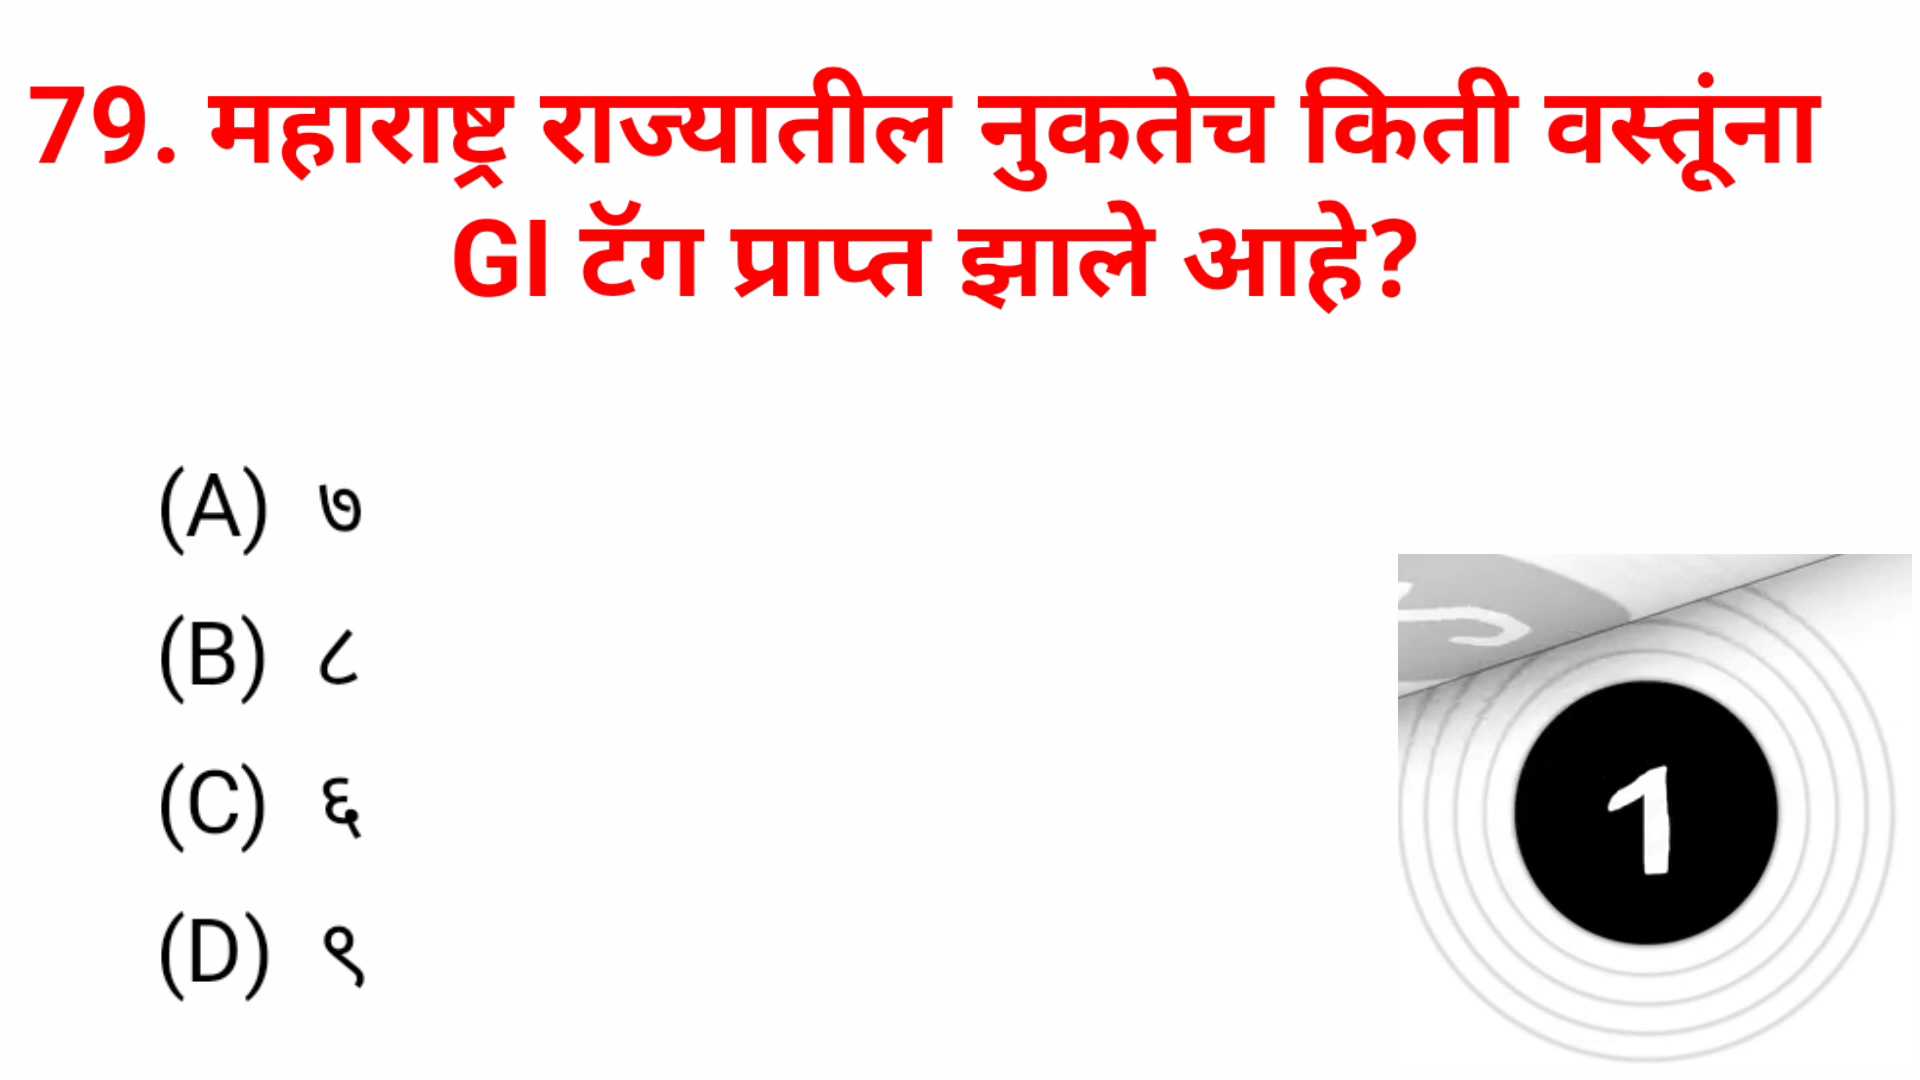 79. महाराष्ट्र राज्यातील नुकतेच किती वस्तूंना
GI टॅग प्राप्त झाले आहे?
(A) ७
(B) ८
(C) ६
(D) ९
1